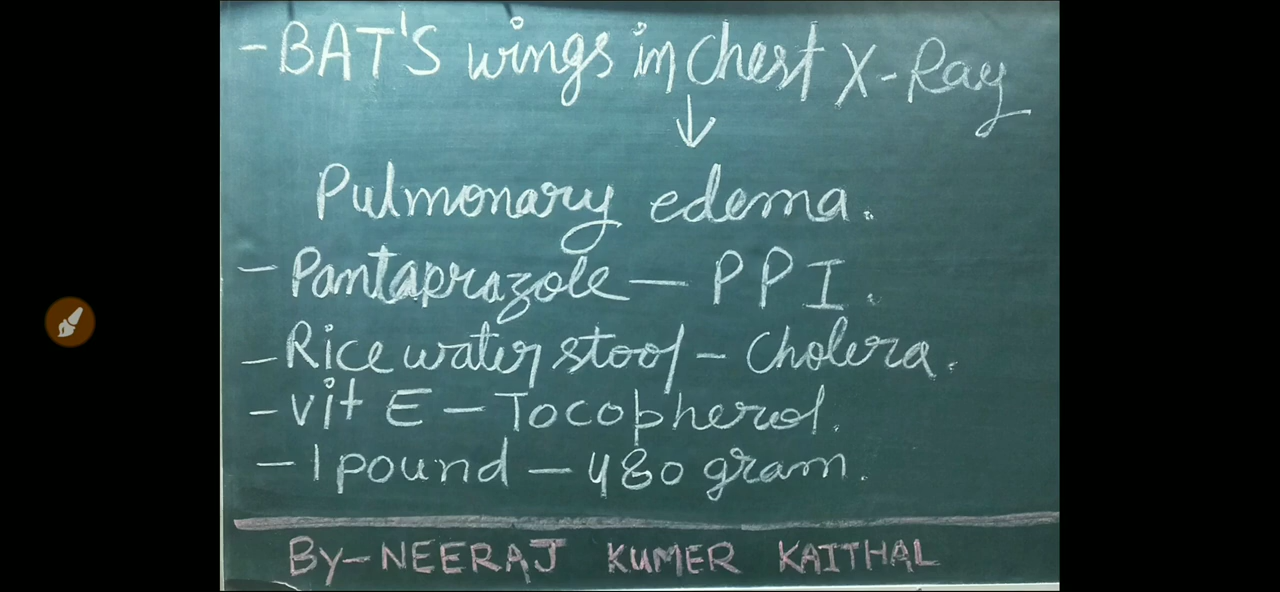 - BAT'S wings in chest X-Ray
↓
Pulmonary edema.
- Pantaprazole - PPI.
- Rice water stool - Cholera.
- Vit E - Tocopherol.
- 1 pound - 480 gram.
By - NEERAJ KUMER KAITHAL